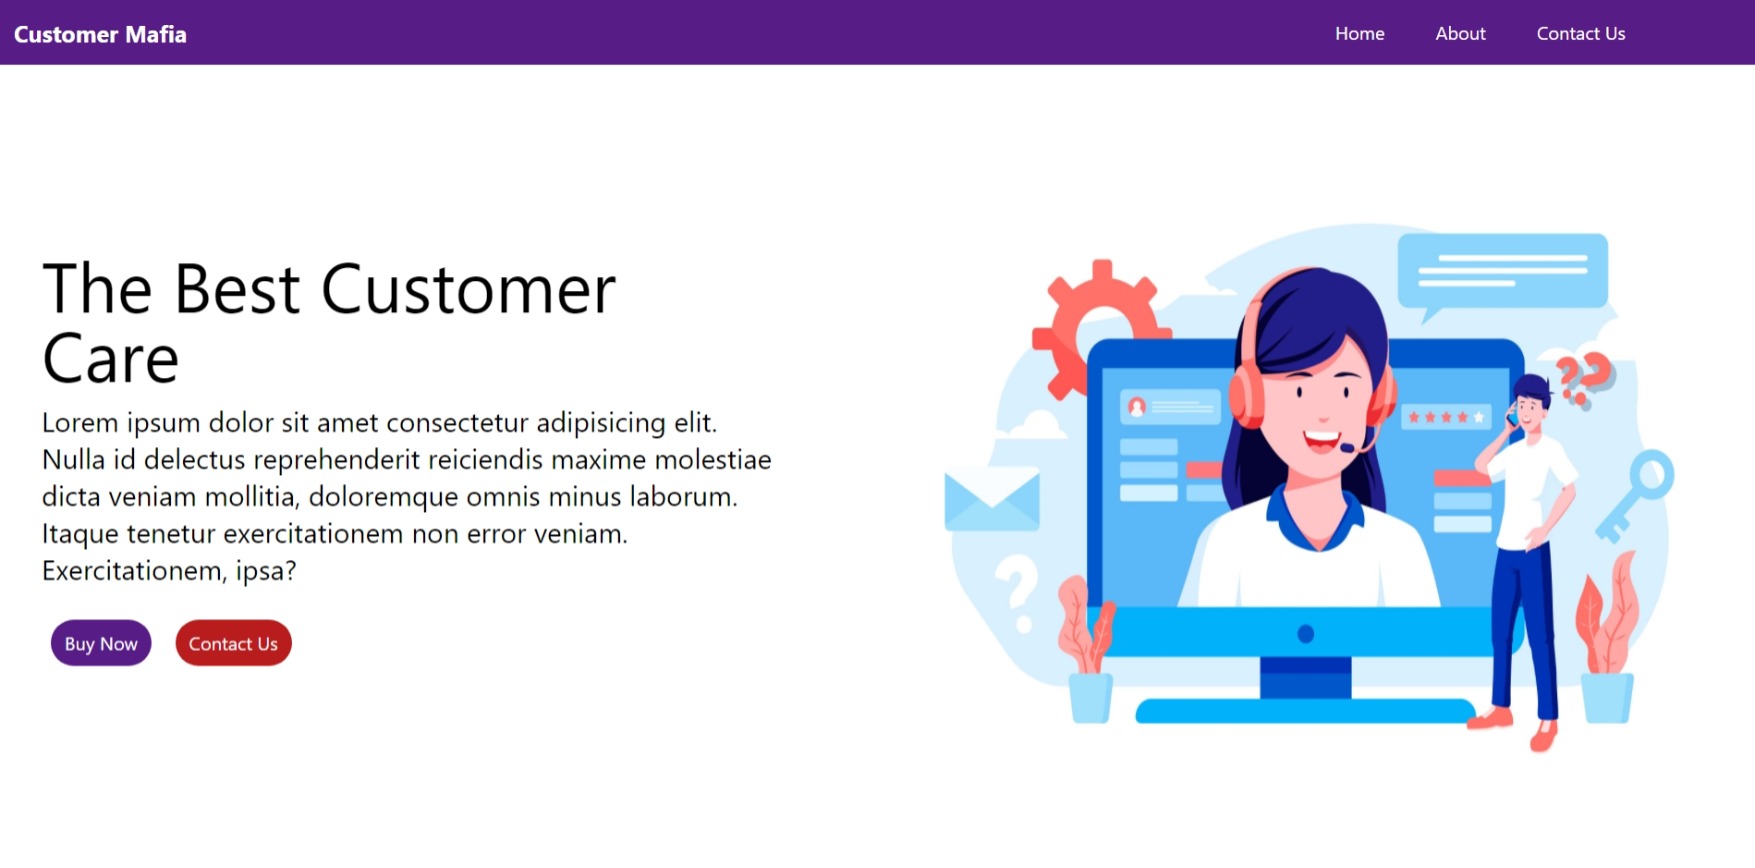 Customer Mafia
Home About Contact Us
The Best Customer
Care
Lorem ipsum dolor sit amet consectetur adipisicing elit.
Nulla id delectus reprehenderit reiciendis maxime molestiae
dicta veniam mollitia, doloremque omnis minus laborum.
Itaque tenetur exercitationem non error veniam.
Exercitationem, ipsa?
Buy Now Contact Us
??
?